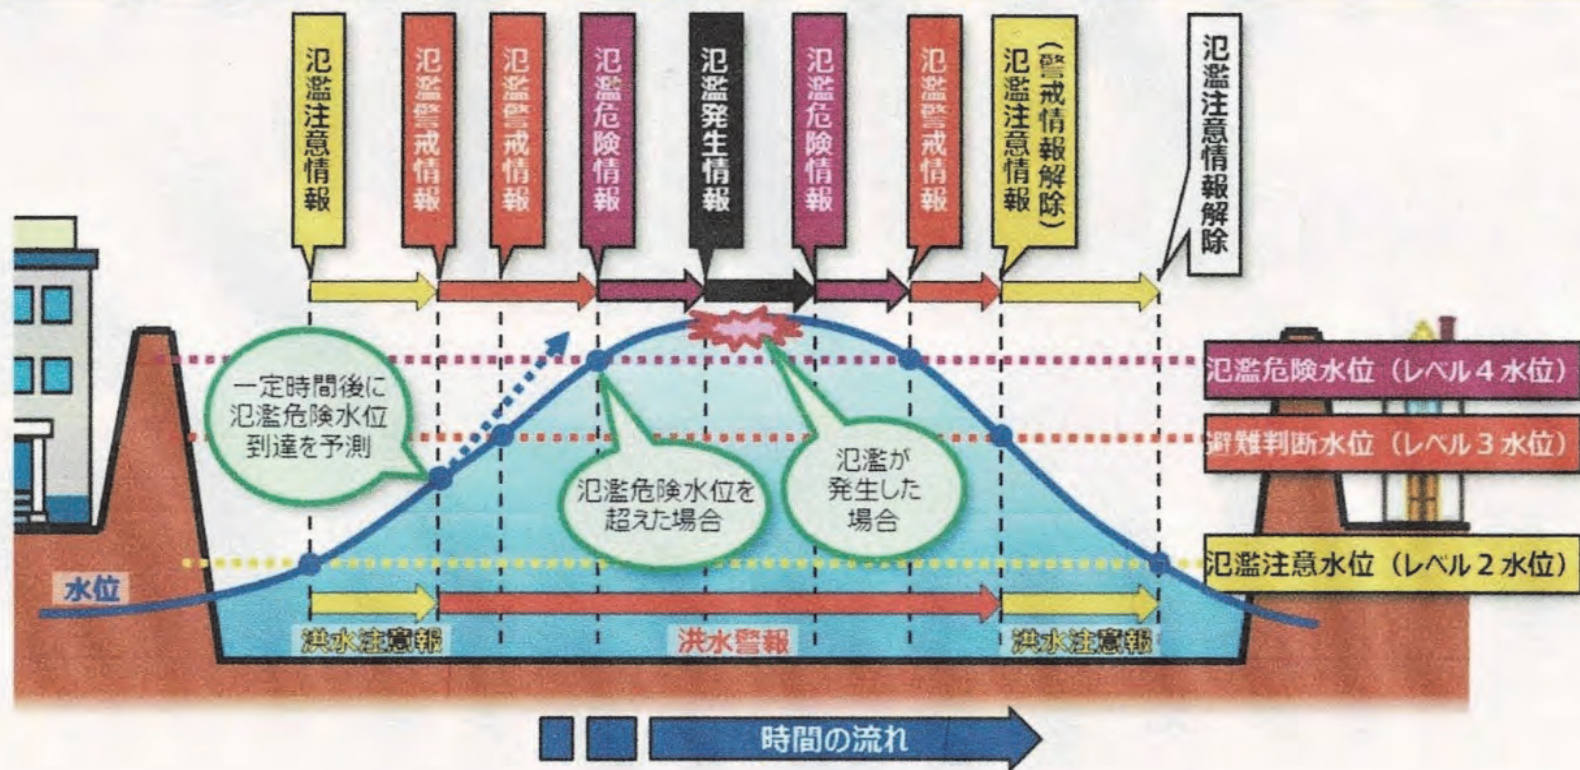 氾濫注意情報
氾濫警戒情報
氾濫警戒情報
氾濫危険情報
氾濫発生情報
氾濫危険情報
氾濫警戒情報
(警戒情報解除)
氾濫注意情報
氾濫注意情報解除
一定時間後に
氾濫危険水位
到達を予測
氾濫危険水位を
超えた場合
氾濫が
発生した
場合
氾濫危険水位(レベル4水位)
避難判断水位(レベル3水位)
氾濫注意水位(レベル2水位)
水位
洪水注意報
洪水警報
洪水注意報
時間の流れ